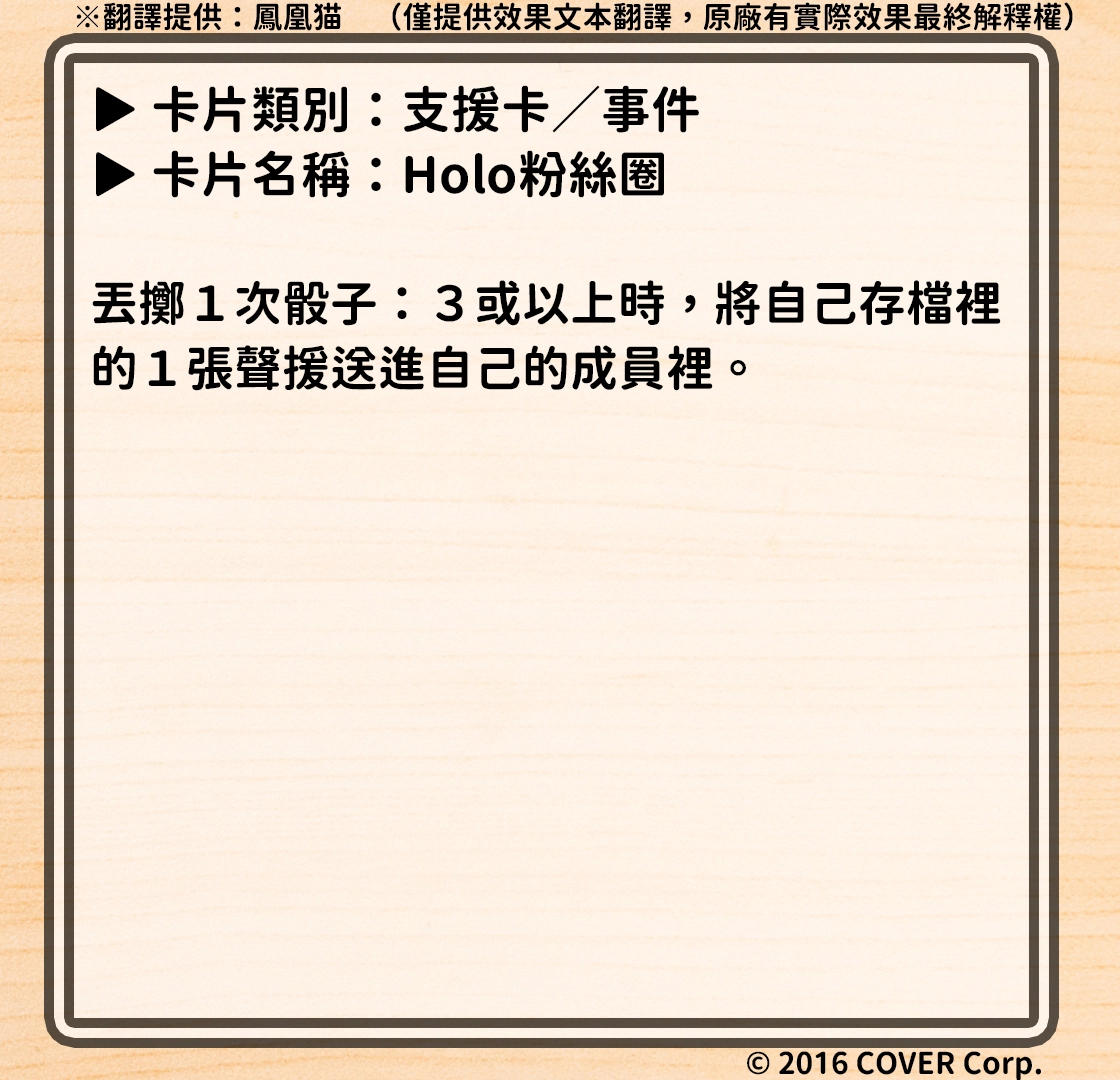 ※翻譯提供：鳳凰猫　（僅提供效果文本翻譯，原廠有實際效果最終解釋權）
▶ 卡片類別：支援卡／事件
▶ 卡片名稱：Holo粉絲圈
丟擲１次骰子：３或以上時，將自己存檔裡
的１張聲援送進自己的成員裡。
© 2016 COVER Corp.